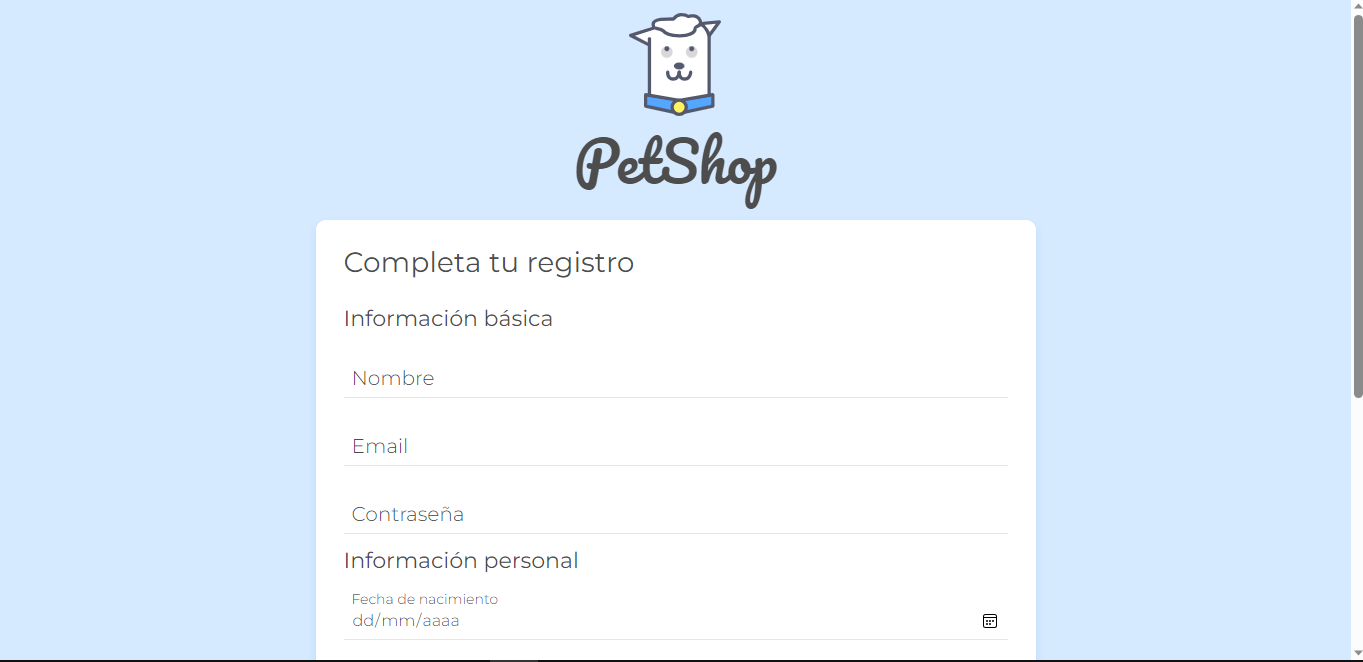 PetShop
Completa tu registro
Información básica
Nombre
Email
Contraseña
Información personal
Fecha de nacimiento
dd/mm/aaaa